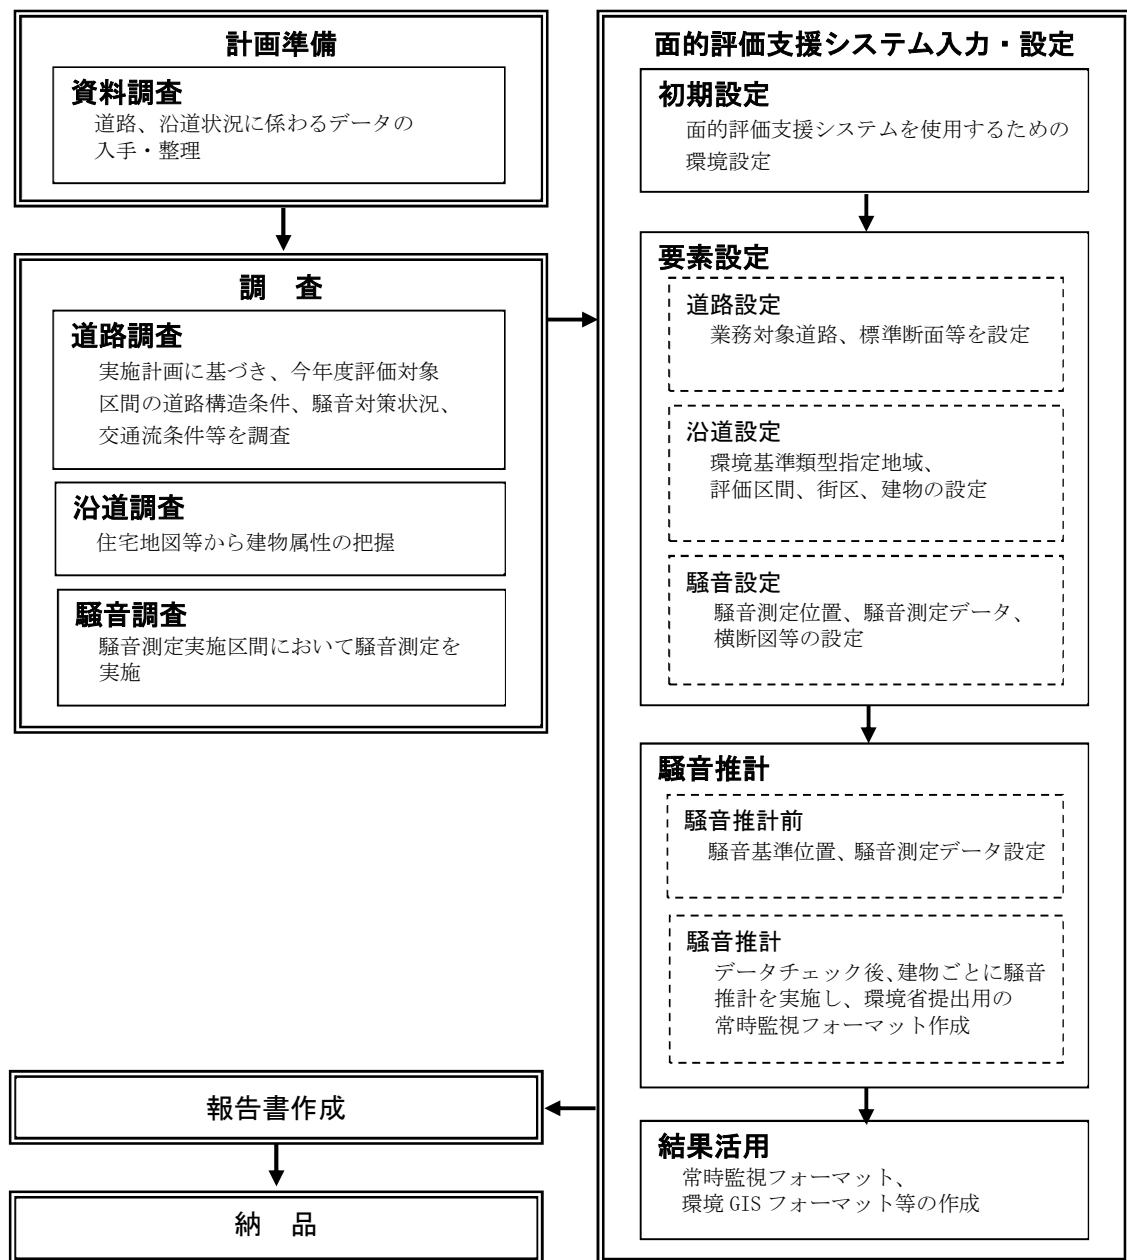 計画準備
資料調査
道路、沿道状況に係わるデータの
入手・整理
調　査
道路調査
実施計画に基づき、今年度評価対象
区間の道路構造条件、騒音対策状況、
交通流条件等を調査
沿道調査
住宅地図等から建物属性の把握
騒音調査
騒音測定実施区間において騒音測定を
実施
面的評価支援システム入力・設定
初期設定
面的評価支援システムを使用するための
環境設定
要素設定
道路設定
業務対象道路、標準断面等を設定
沿道設定
環境基準類型指定地域、
評価区間、街区、建物の設定
騒音設定
騒音測定位置、騒音測定データ、
横断図等の設定
騒音推計
騒音推計前
騒音基準位置、騒音測定データ設定
騒音推計
データチェック後、建物ごとに騒音
推計を実施し、環境省提出用の
常時監視フォーマット作成
結果活用
常時監視フォーマット、
環境 GIS フォーマット等の作成
報告書作成
納　品